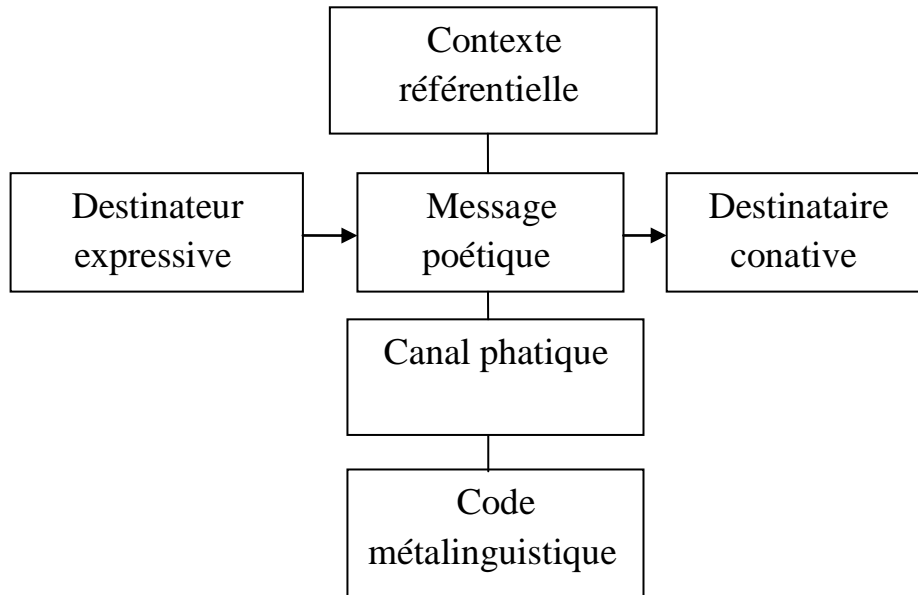 Contexte
référentielle
Destinateur
expressive
Message
poétique
Destinataire
conative
Canal phatique
Code
métalinguistique